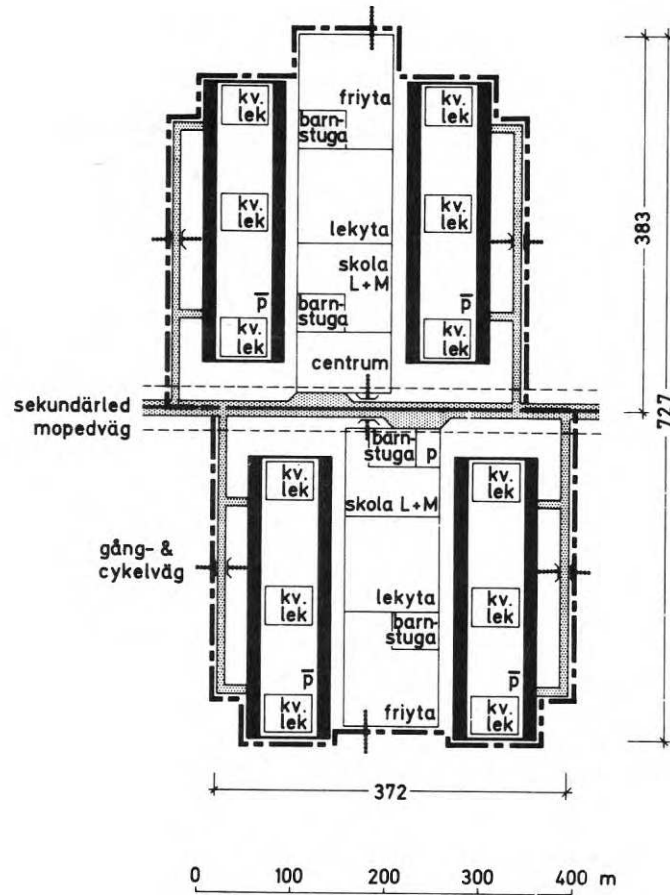 kv.
lek
friyta
barn-
stuga
kv.
lek
kv.
lek
lekyta
kv.
lek
skola
L+M
p̅
barn-
stuga
p̅
kv.
lek
centrum
kv.
lek
383
sekundärled
mopedväg
727
barn-
stuga
p
kv.
lek
skola L+M
kv.
lek
gång- &
cykelväg
kv.
lek
lekyta
kv.
lek
barn-
stuga
p̅
p̅
kv.
lek
friyta
kv.
lek
372
0 100 200 300 400 m